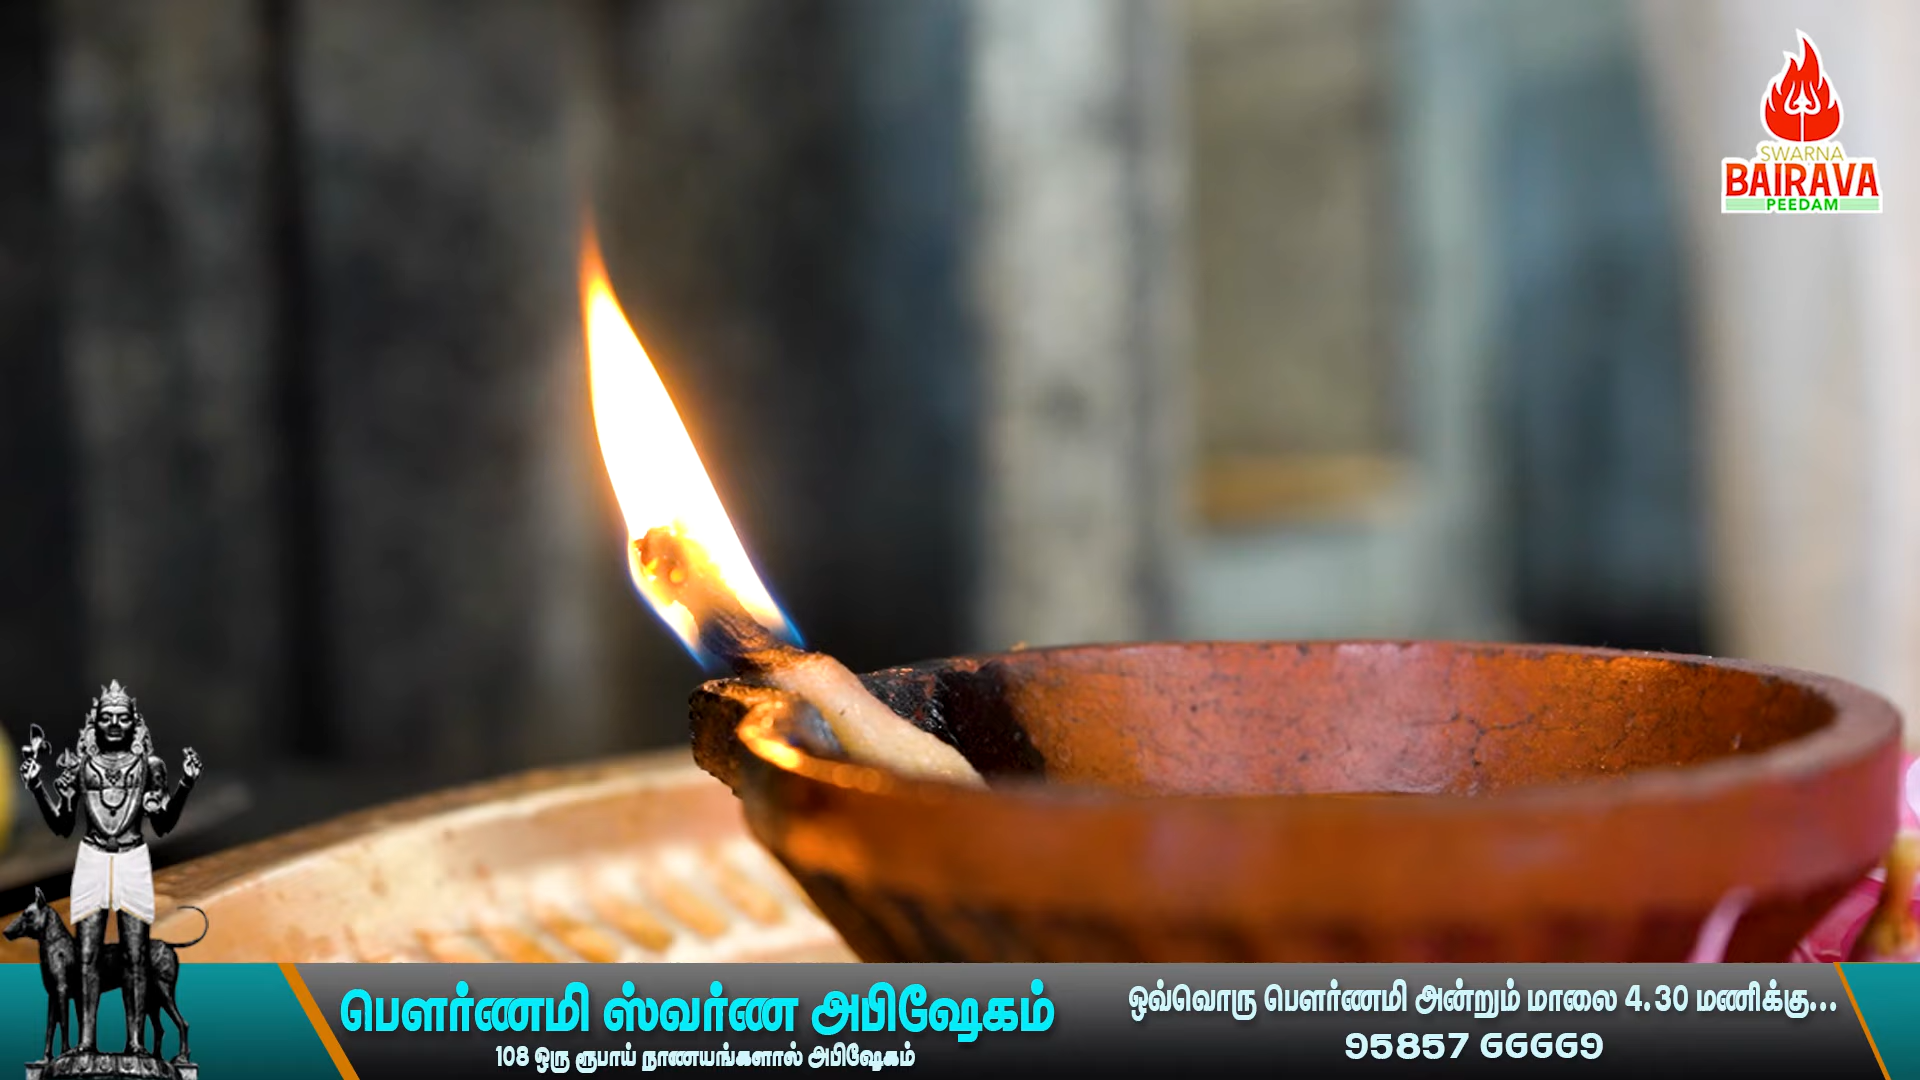 SWARNA
BAIRAVA
PEEDAM
பௌர்ணமி ஸ்வர்ண அபிஷேகம்
108 ஒரு ரூபாய் நாணயங்களால் அபிஷேகம்
ஒவ்வொரு பௌர்ணமி அன்றும் மாலை 4.30 மணிக்கு...
95857 66669